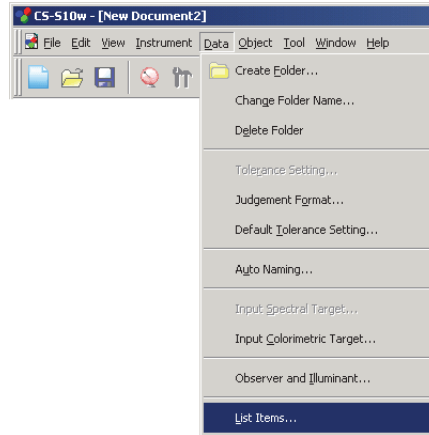 CS-S10w - [New Document2]
File Edit View Instrument Data Object Tool Window Help
Create Folder...
Change Folder Name...
Delete Folder
Tolerance Setting...
Judgement Format...
Default Tolerance Setting...
Auto Naming...
Input Spectral Target...
Input Colorimetric Target...
Observer and Illuminant...
List Items...